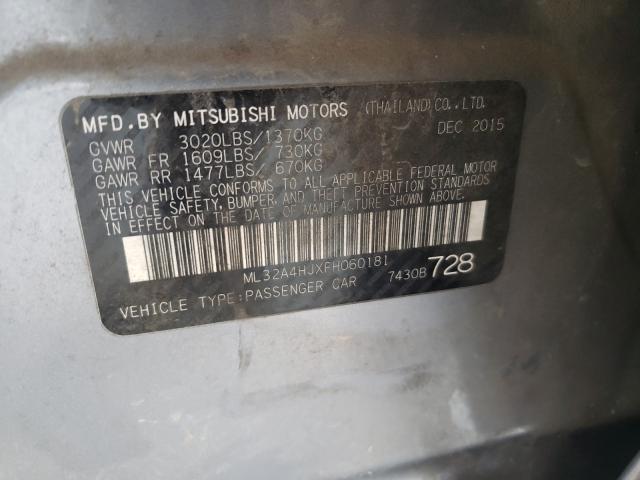 MFD.BY MITSUBISHI MOTORS (THAILAND) CO.,LTD.
GVWR 3020LBS/1370KG DEC 2015
GAWR FR 1609LBS/ 730KG
GAWR RR 1477LBS/ 670KG
THIS VEHICLE CONFORMS TO ALL APPLICABLE FEDERAL MOTOR
VEHICLE SAFETY, BUMPER, AND THEFT PREVENTION STANDARDS
IN EFFECT ON THE DATE OF MANUFACTURE SHOWN ABOVE.
ML32A4HJXFH060181
VEHICLE TYPE:PASSENGER CAR 7430B 728